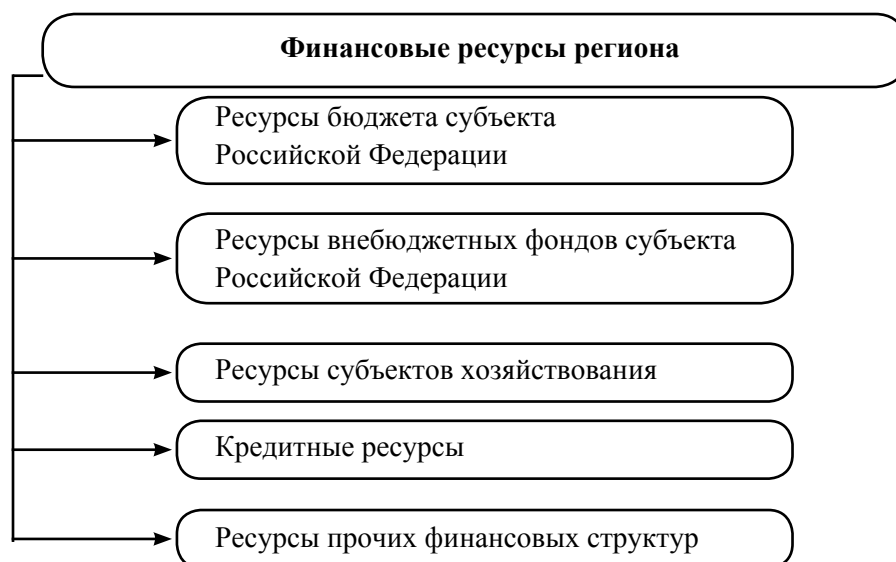 Финансовые ресурсы региона
Ресурсы бюджета субъекта
Российской Федерации
Ресурсы внебюджетных фондов субъекта
Российской Федерации
Ресурсы субъектов хозяйствования
Кредитные ресурсы
Ресурсы прочих финансовых структур